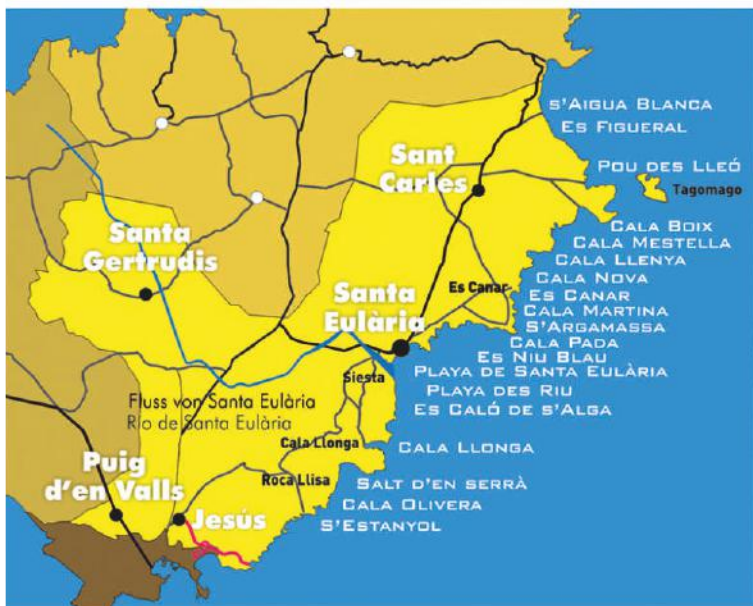 s'Aigua Blanca
Es Figueral
Sant
Carles
Pou des Lleó
Tagomago
Cala Boix
Cala Mestella
Cala Llenya
Cala Nova
Es Canar
Es Canar
Cala Martina
S'Argamassa
Cala Pada
Es Niu Blau
Playa de Santa Eulària
Playa des Riu
Es Caló de s'Alga
Santa
Gertrudis
Santa
Eulària
Siesta
Fluss von Santa Eulària
Río de Santa Eulària
Cala Llonga
Cala Llonga
Roca Llisa
Salt d'en Serrà
Cala Olivera
S'Estanyol
Puig
d'en Valls
Jesús